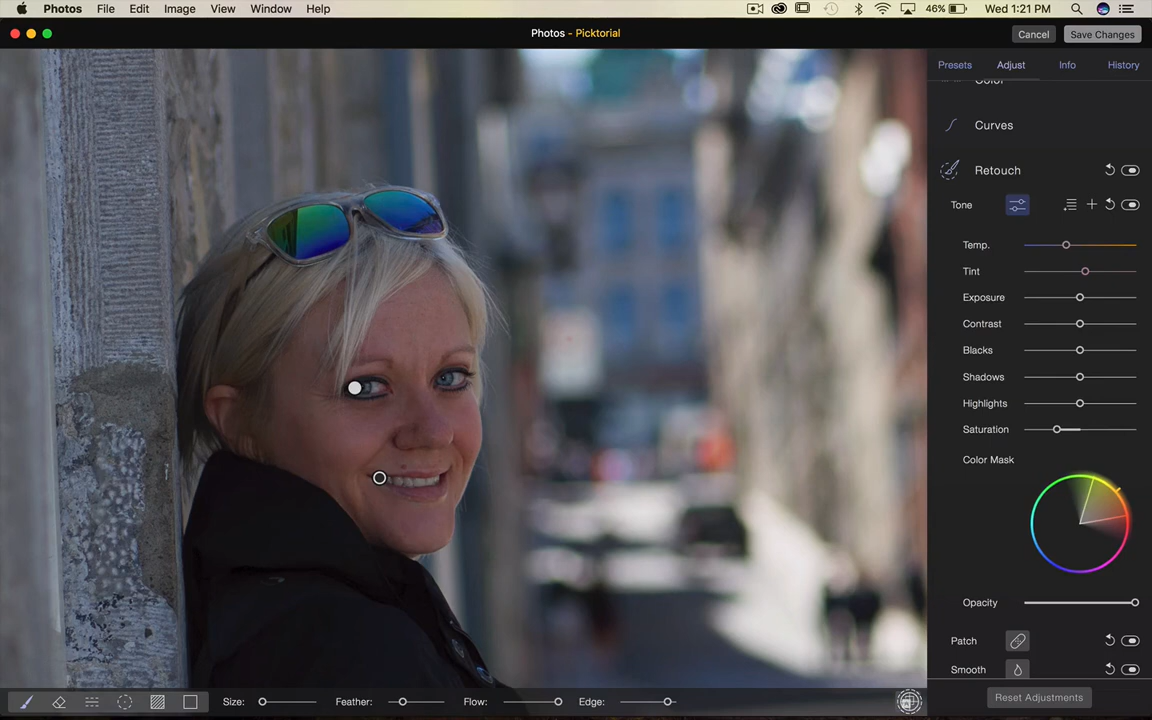 Photos File Edit Image View Window Help 46% Wed 1:21 PM
Photos - Picktorial Cancel Save Changes
Presets Adjust Info History
Color
Curves
Retouch
Tone
Temp.
Tint
Exposure
Contrast
Blacks
Shadows
Highlights
Saturation
Color Mask
Opacity
Patch
Smooth
Size: Feather: Flow: Edge: Reset Adjustments